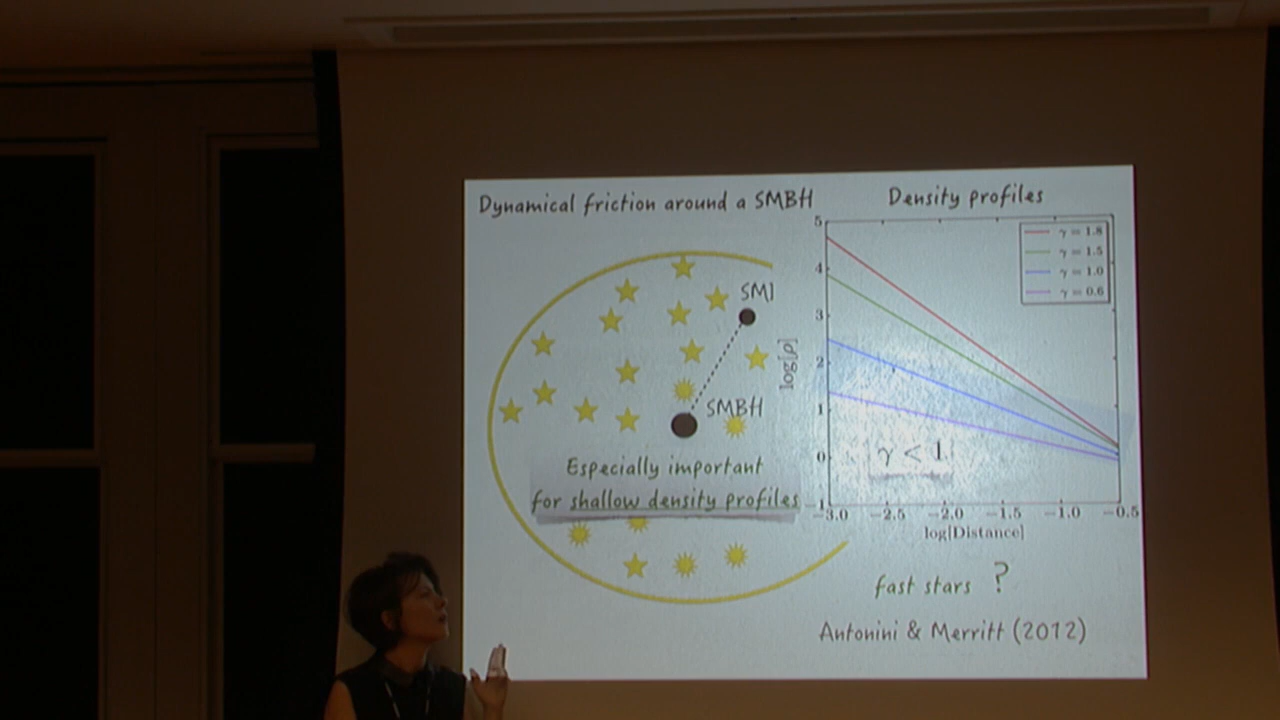 Dynamical friction around a SMBH
SMBH
Especially important
for shallow density profiles
Density profiles
5
4
3
2
1
0
log[ρ]
γ = 1.8
γ = 1.5
γ = 1.0
γ = 0.6
γ < 1
−3.0 −2.5 −2.0 −1.5 −1.0 −0.5
log[Distance]
fast stars ?
Antonini & Merritt (2012)